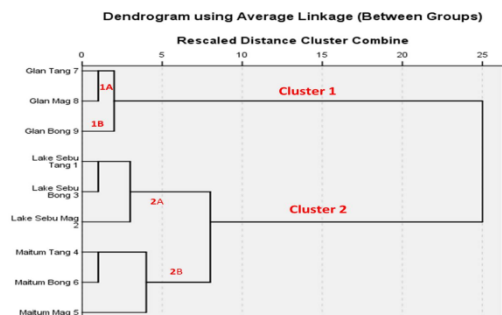 Dendrogram using Average Linkage (Between Groups)
Rescaled Distance Cluster Combine
0 5 10 15 20 25
Glan Tang 7
1A
Cluster 1
Glan Mag 8
1B
Glan Bong 9
Lake Sebu
Tang 1
Lake Sebu
Bong 3
2A
Cluster 2
Lake Sebu Mag
2
Maitum Tang 4
2B
Maitum Bong 6
Maitum Mag 5